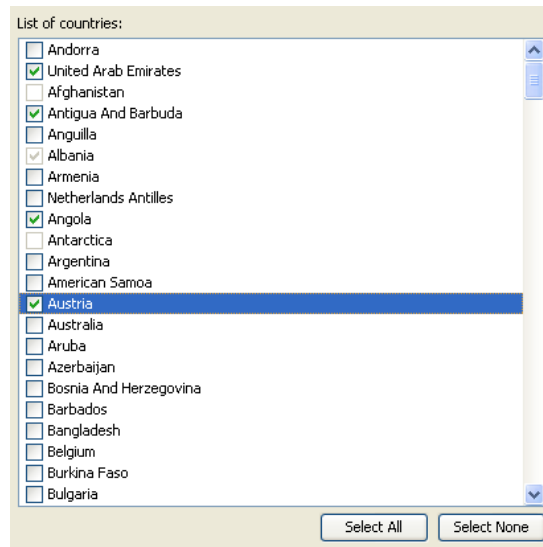 List of countries:
Andorra
United Arab Emirates
Afghanistan
Antigua And Barbuda
Anguilla
Albania
Armenia
Netherlands Antilles
Angola
Antarctica
Argentina
American Samoa
Austria
Australia
Aruba
Azerbaijan
Bosnia And Herzegovina
Barbados
Bangladesh
Belgium
Burkina Faso
Bulgaria
Select All Select None